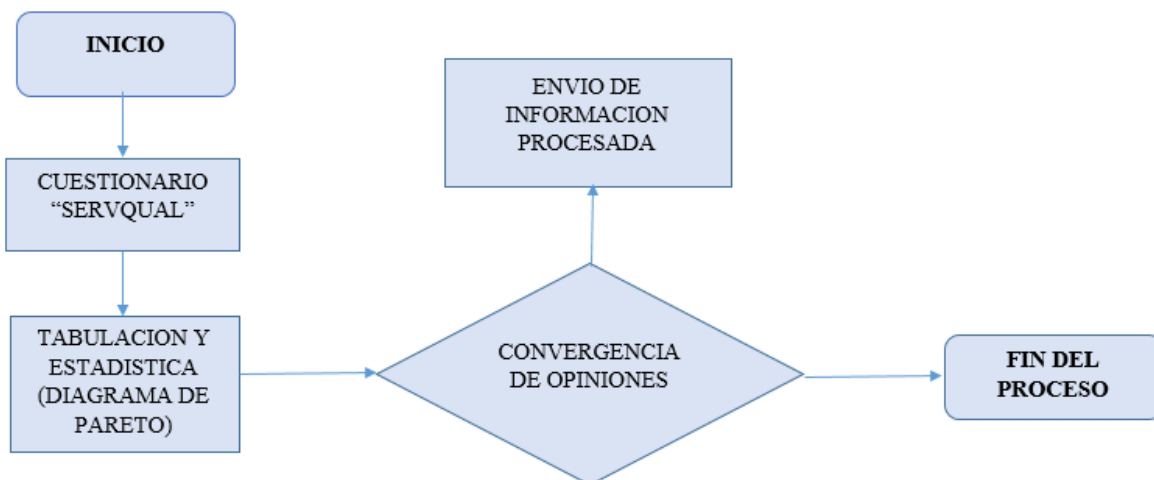 INICIO
CUESTIONARIO
“SERVQUAL”
TABULACION Y
ESTADISTICA
(DIAGRAMA DE
PARETO)
CONVERGENCIA
DE OPINIONES
ENVIO DE
INFORMACION
PROCESADA
FIN DEL
PROCESO